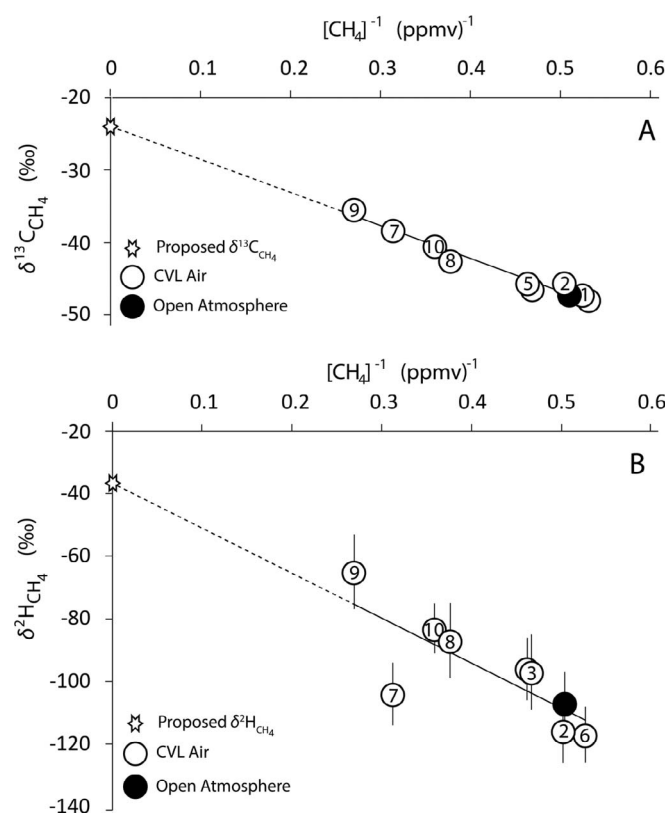 [CH4]-1 (ppmv)-1
0 0.1 0.2 0.3 0.4 0.5 0.6
-20
A
-30
δ13CCH4 (‰)
9
7
-40
10
8
Proposed δ13CCH4
CVL Air
5
2
1
Open Atmosphere
-50
[CH4]-1 (ppmv)-1
0 0.1 0.2 0.3 0.4 0.5 0.6
-20
B
-40
δ2HCH4 (‰)
-60
9
-80
10
8
3
-100
7
Proposed δ2HCH4
2
6
-120
CVL Air
Open Atmosphere
-140